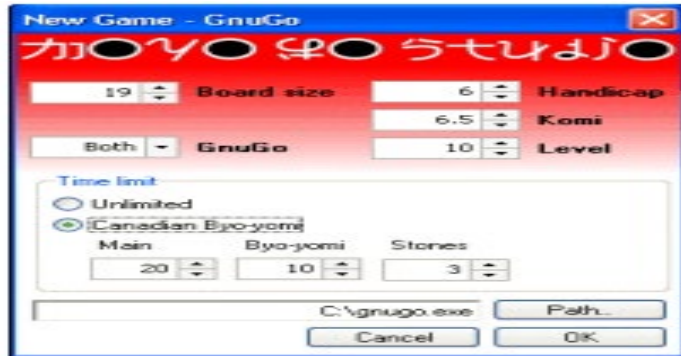 New Game - GnuGo
19 Board size 6 Handicap
6.5 Komi
Both GnuGo 10 Level
Time limit
Unlimited
Canadian Byo-yomi
Main Byo-yomi Stones
20 10 3
C:\gnugo.exe Path...
Cancel OK